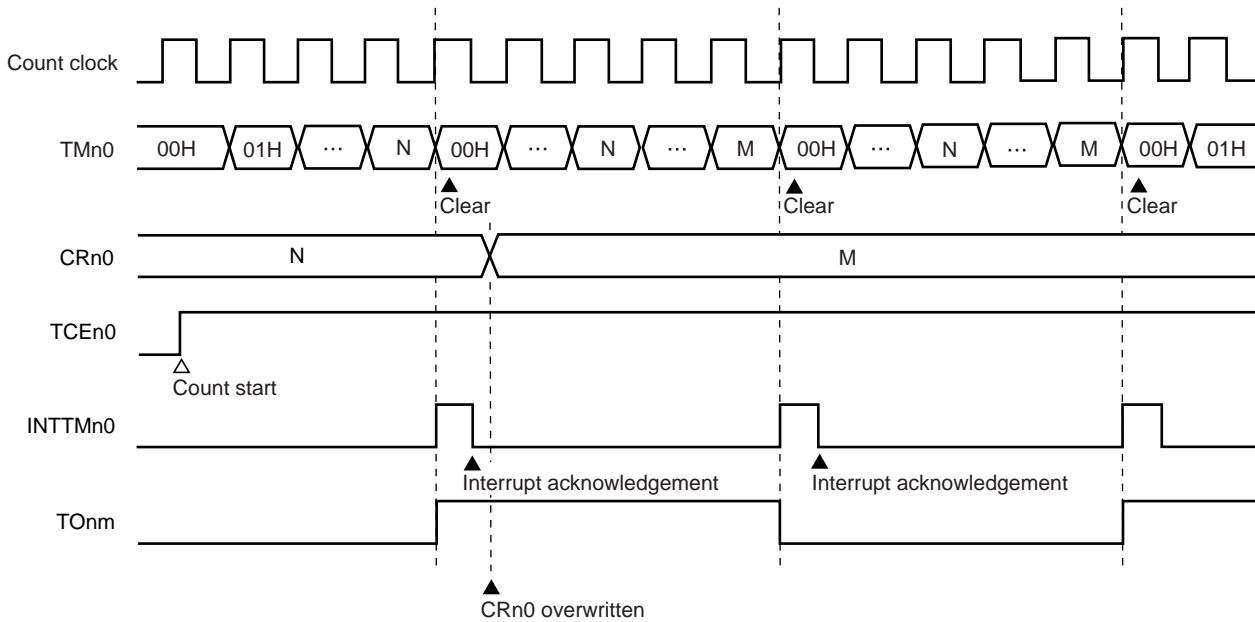 Count clock
TMn0 00H 01H ... N 00H ... N ... M 00H ... N ... M 00H 01H
Clear Clear Clear
CRn0 N M
TCEn0
Count start
INTTMn0
Interrupt acknowledgement Interrupt acknowledgement
TOnm
CRn0 overwritten